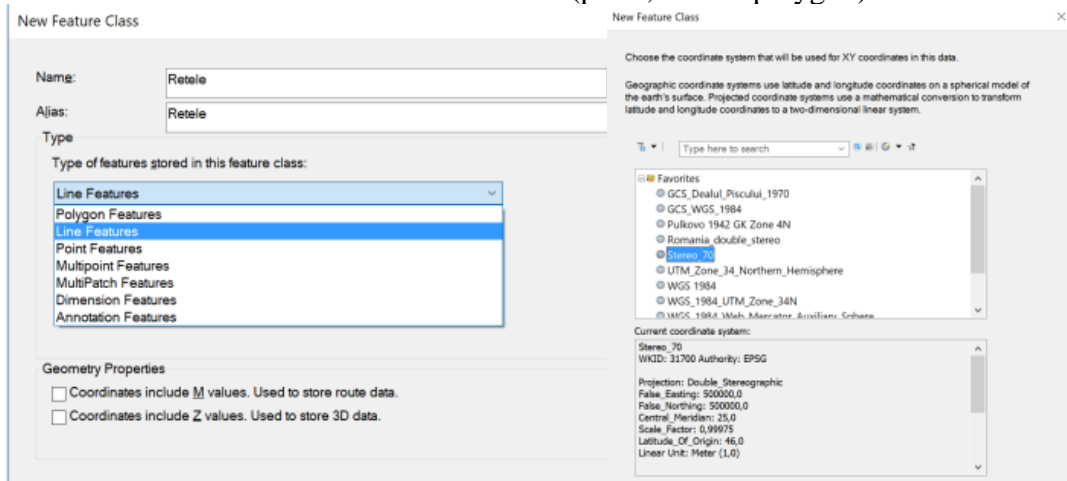 New Feature Class
Name:
Retele
Alias:
Retele
Type
Type of features stored in this feature class:
Line Features
Polygon Features
Line Features
Point Features
Multipoint Features
MultiPatch Features
Dimension Features
Annotation Features
Geometry Properties
Coordinates include M values. Used to store route data.
Coordinates include Z values. Used to store 3D data.
New Feature Class
Choose the coordinate system that will be used for XY coordinates in this data.
Geographic coordinate systems use latitude and longitude coordinates on a spherical model of
the earth's surface. Projected coordinate systems use a mathematical conversion to transform
latitude and longitude coordinates to a two-dimensional linear system.
Type here to search
Favorites
GCS_Dealul_Piscului_1970
GCS_WGS_1984
Pulkovo 1942 GK Zone 4N
Romania_double_stereo
Stereo_70
UTM_Zone_34_Northern_Hemisphere
WGS 1984
WGS_1984_UTM_Zone_34N
WGS_1984_Web_Mercator_Auxiliary_Sphere
Current coordinate system:
Stereo_70
WKID: 31700 Authority: EPSG
Projection: Double_Stereographic
False_Easting: 500000,0
False_Northing: 500000,0
Central_Meridian: 25,0
Scale_Factor: 0,99975
Latitude_Of_Origin: 46,0
Linear Unit: Meter (1,0)